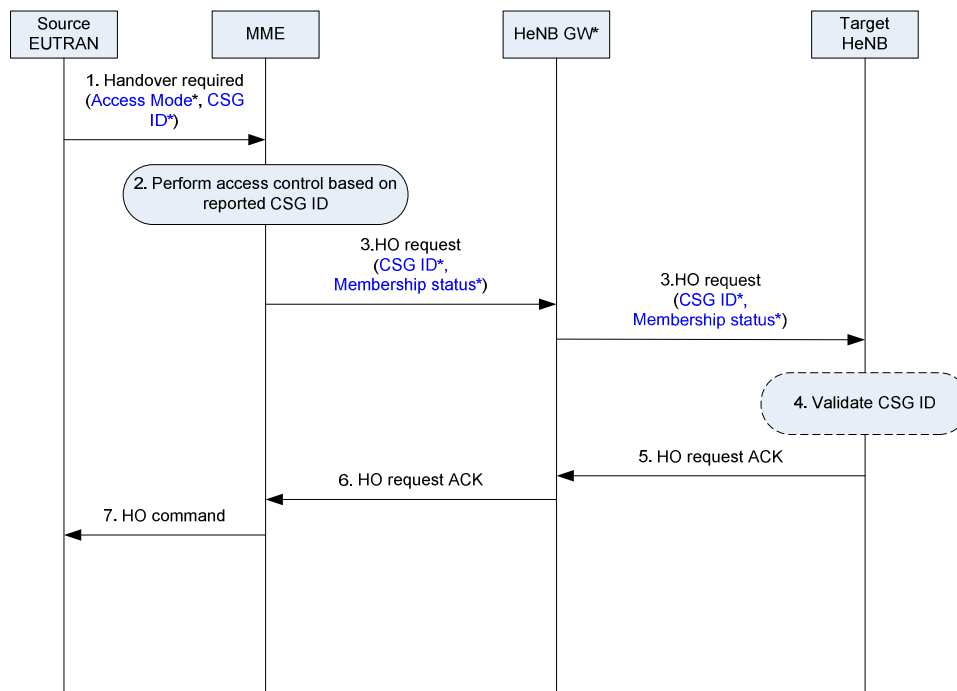 Source
EUTRAN
MME
HeNB GW*
Target
HeNB
1. Handover required
(Access Mode*, CSG
ID*)
2. Perform access control based on
reported CSG ID
3.HO request
(CSG ID*,
Membership status*)
3.HO request
(CSG ID*,
Membership status*)
4. Validate CSG ID
5. HO request ACK
6. HO request ACK
7. HO command